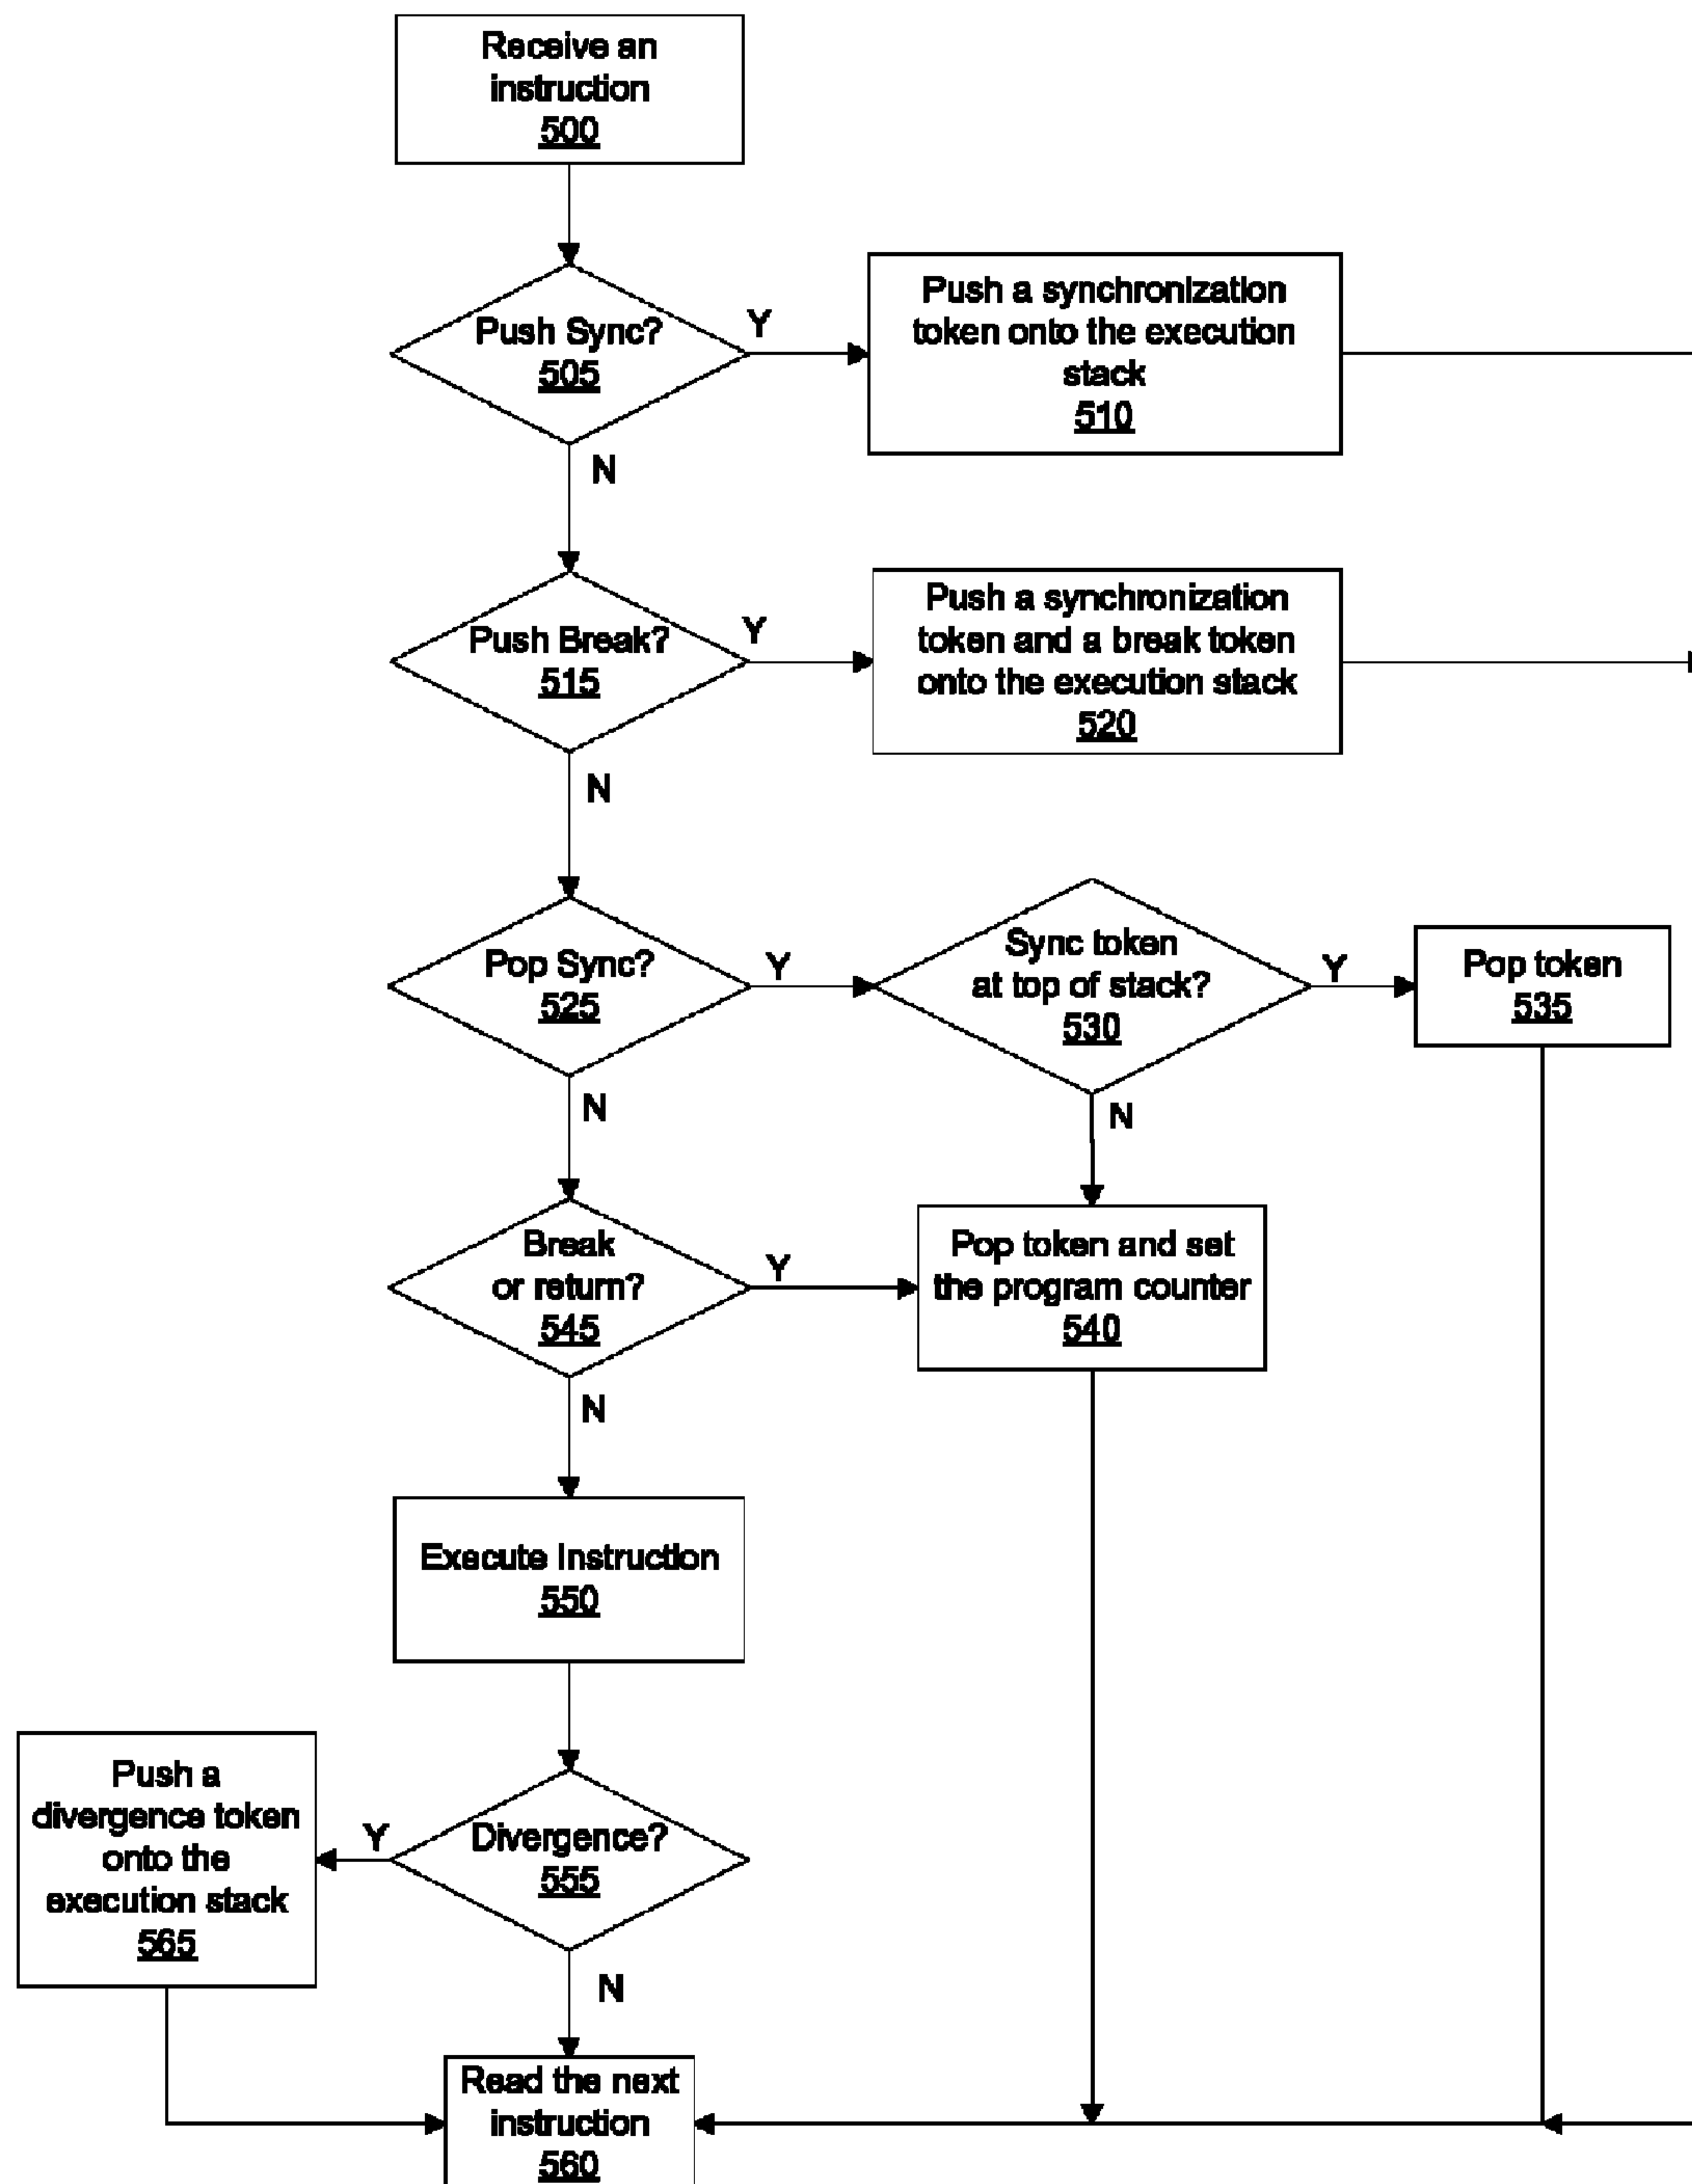 Receive an
instruction
500
Push Sync?
505
Y
Push a synchronization
token onto the execution
stack
510
N
Push Break?
515
Y
Push a synchronization
token and a break token
onto the execution stack
520
N
Pop Sync?
525
Y
Sync token
at top of stack?
530
Y
Pop token
535
N
N
Break
or return?
545
Y
Pop token and set
the program counter
540
N
Execute Instruction
550
Push a
divergence token
onto the
execution stack
565
Y
Divergence?
555
N
Read the next
instruction
560